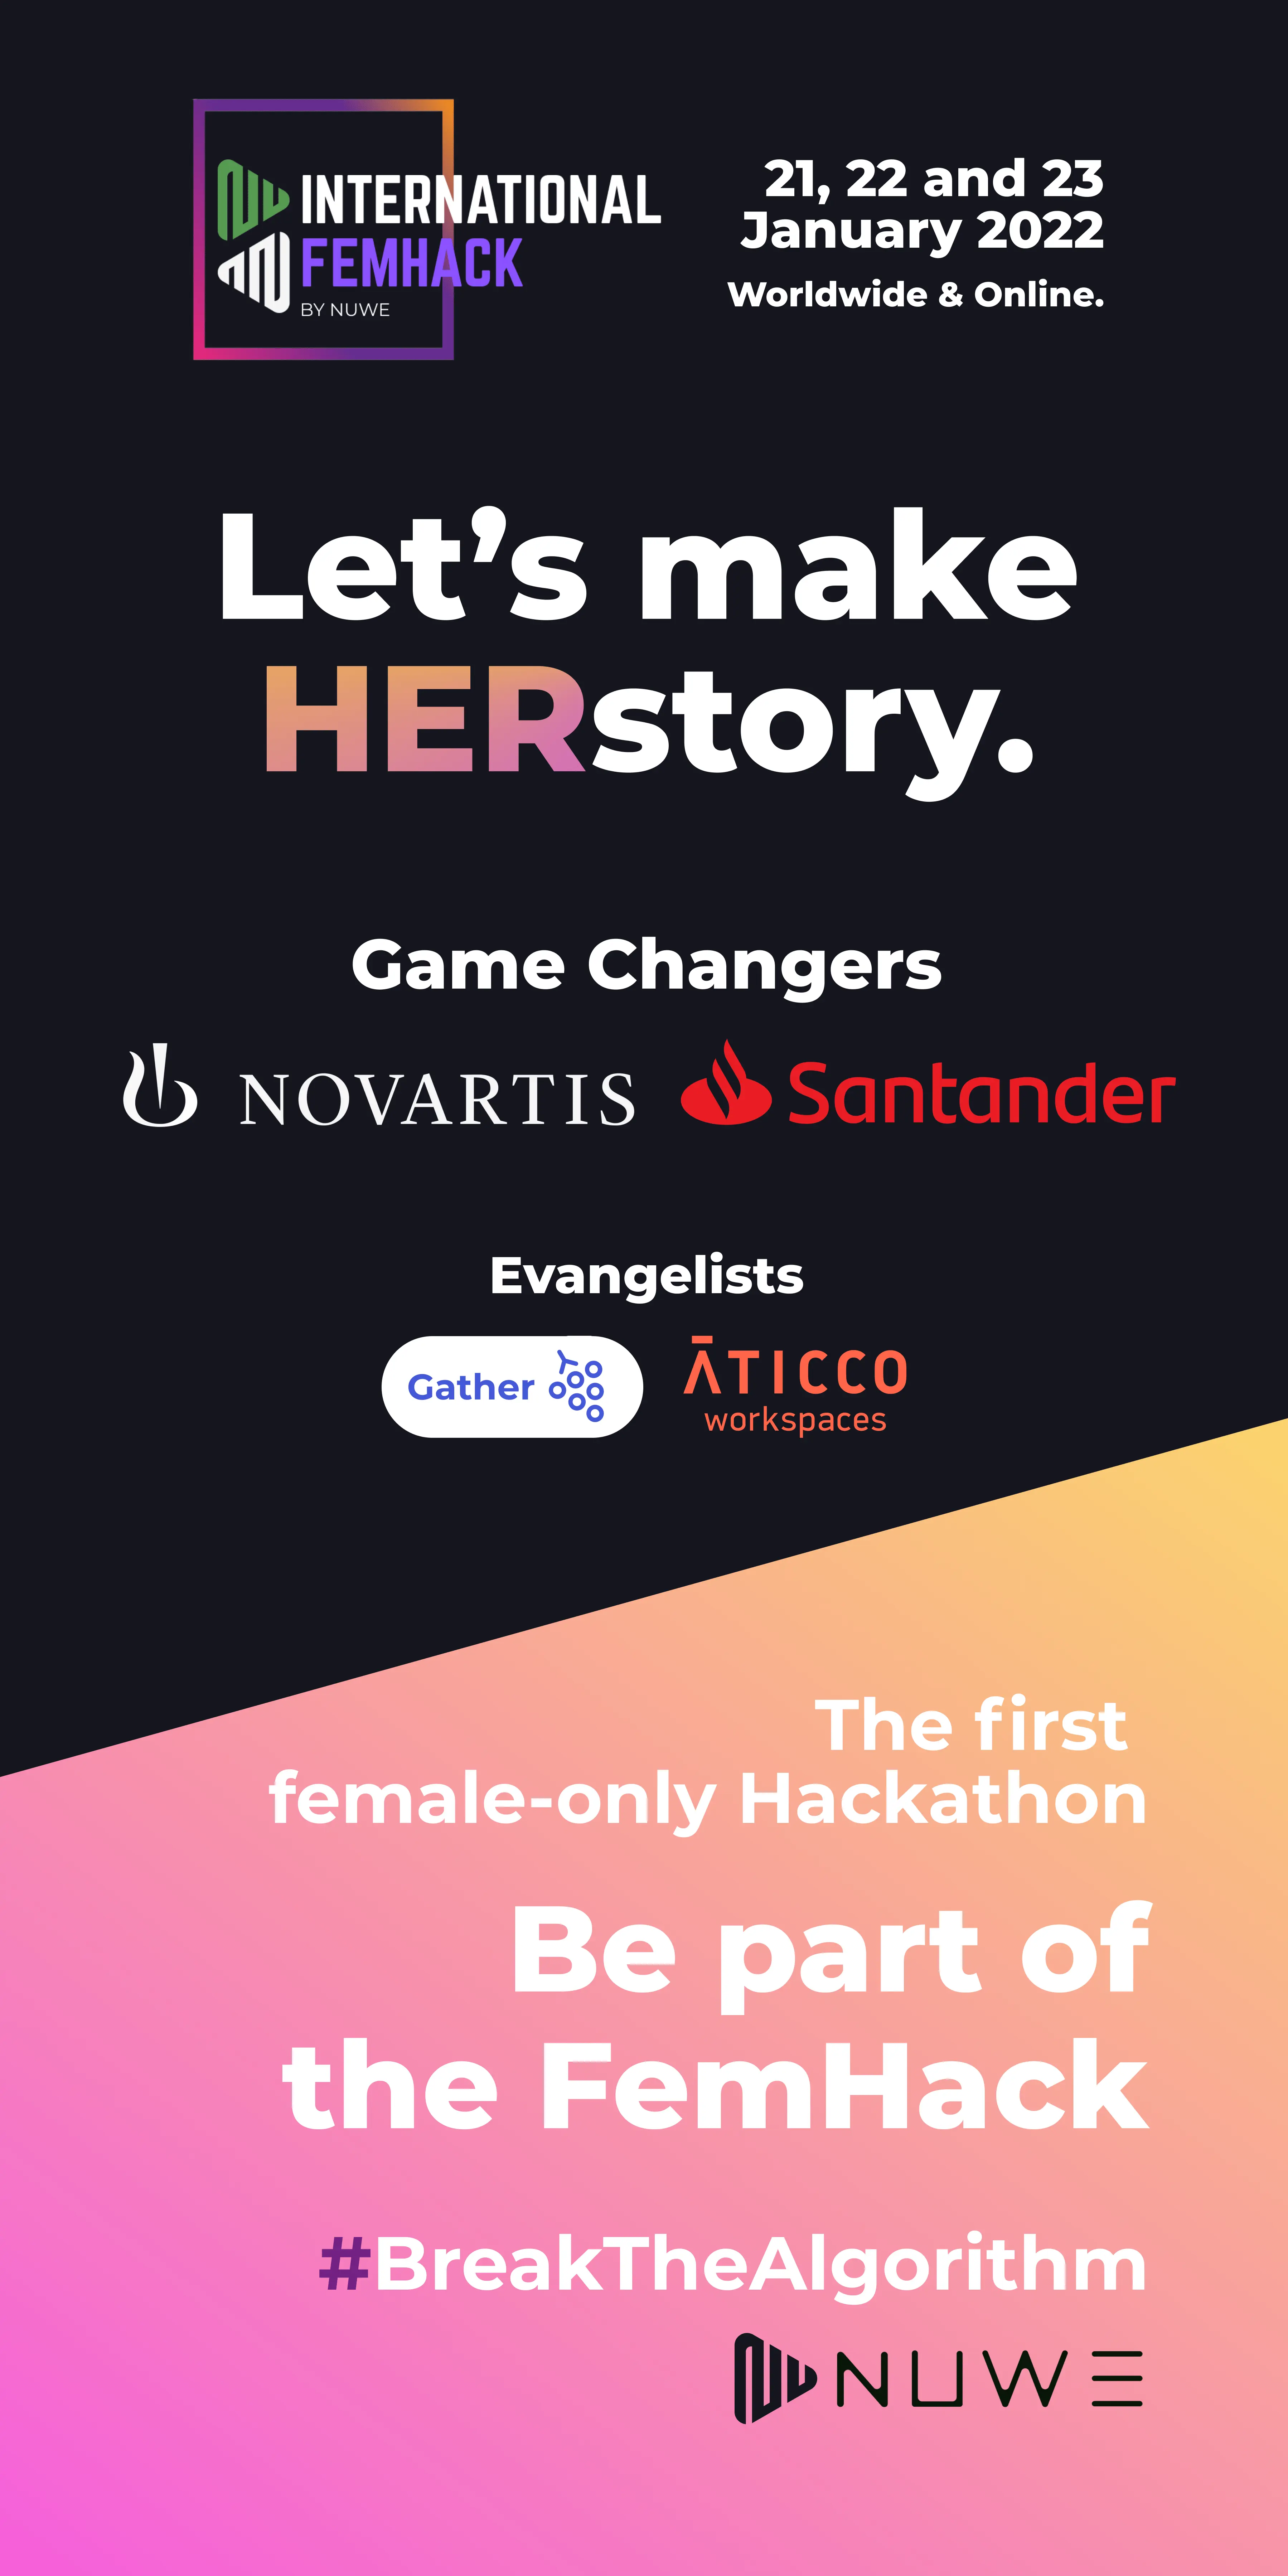 INTERNATIONAL
FEMHACK
BY NUWE
21, 22 and 23
January 2022
Worldwide & Online.
Let’s make
HERstory.
Game Changers
NOVARTIS
Santander
Evangelists
Gather
ĀTICCO
workspaces
The first
female-only Hackathon
Be part of
the FemHack
#BreakTheAlgorithm
NUWE